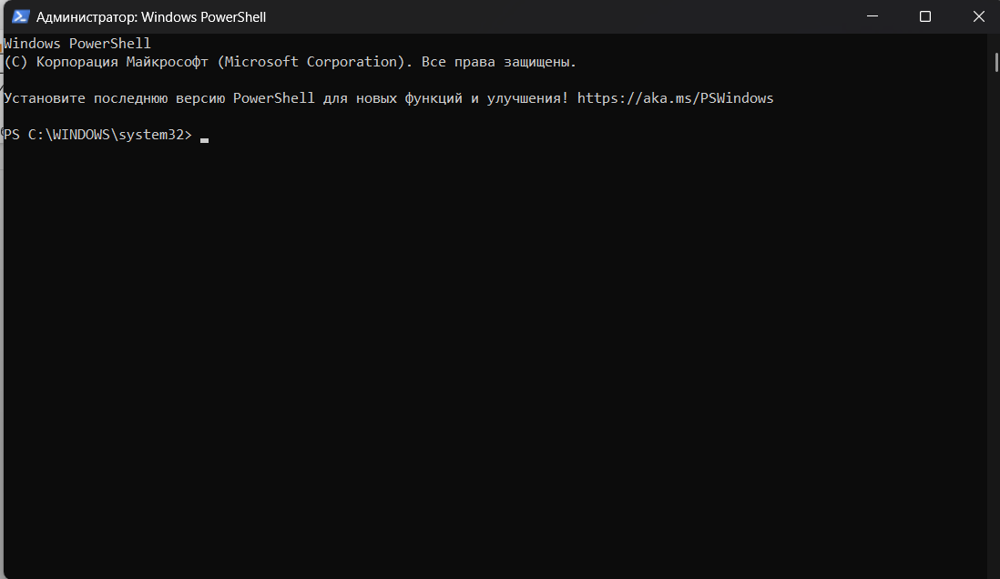 Администратор: Windows PowerShell
Windows PowerShell
(C) Корпорация Майкрософт (Microsoft Corporation). Все права защищены.
Установите последнюю версию PowerShell для новых функций и улучшения! https://aka.ms/PSWindows
PS C:\WINDOWS\system32>